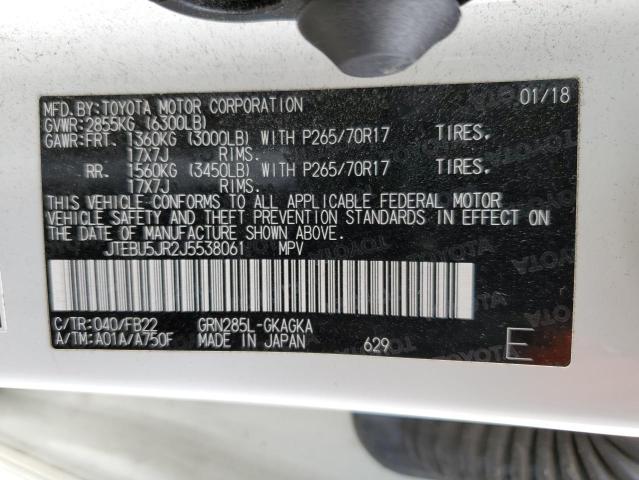 MFD.BY:TOYOTA MOTOR CORPORATION 01/18
GVWR:2855KG (6300LB)
GAWR:FRT. 1360KG (3000LB) WITH P265/70R17 TIRES.
17X7J RIMS.
RR. 1560KG (3450LB) WITH P265/70R17 TIRES.
17X7J RIMS.
THIS VEHICLE CONFORMS TO ALL APPLICABLE FEDERAL MOTOR
VEHICLE SAFETY AND THEFT PREVENTION STANDARDS IN EFFECT ON
THE DATE OF MANUFACTURE SHOWN ABOVE.
JTEBU5JR2J5538061 MPV
C/TR:040/FB22 GRN285L-GKAGKA
A/TM:A01A/A750F MADE IN JAPAN 629 E